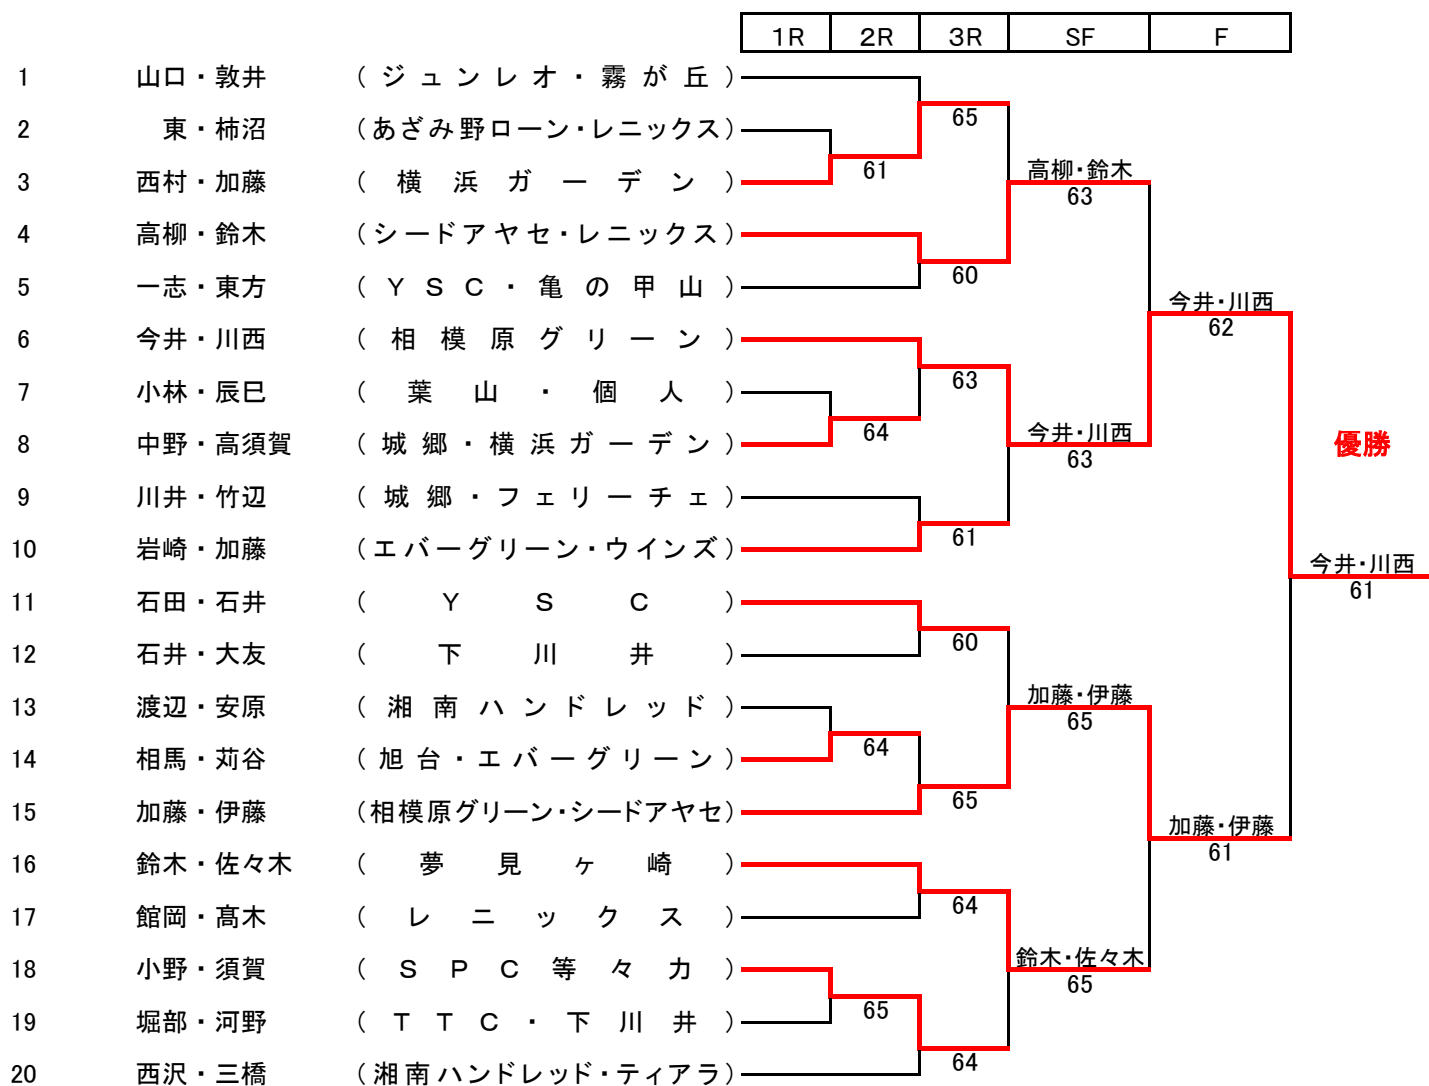 1R 2R 3R SF F
1 山口・敦井 (ジュンレオ・霧が丘)
65
2 東・柿沼 (あざみ野ローン・レニックス)
61
高柳・鈴木
3 西村・加藤 (横浜ガーデン)
63
4 高柳・鈴木 (シードアヤセ・レニックス)
60
5 一志・東方 (YSC・亀の甲山)
今井・川西
62
6 今井・川西 (相模原グリーン)
63
7 小林・辰巳 (葉山・個人)
64
今井・川西
8 中野・高須賀 (城郷・横浜ガーデン)
優勝
63
9 川井・竹辺 (城郷・フェリーチェ)
61
10 岩崎・加藤 (エバーグリーン・ウインズ)
今井・川西
61
11 石田・石井 (YSC)
60
12 石井・大友 (下川井)
加藤・伊藤
13 渡辺・安原 (湘南ハンドレッド)
65
64
14 相馬・苅谷 (旭台・エバーグリーン)
65
15 加藤・伊藤 (相模原グリーン・シードアヤセ)
加藤・伊藤
61
16 鈴木・佐々木 (夢見ヶ崎)
64
17 館岡・髙木 (レニックス)
鈴木・佐々木
18 小野・須賀 (SPC等々力)
65
65
19 堀部・河野 (TTC・下川井)
64
20 西沢・三橋 (湘南ハンドレッド・ティアラ)